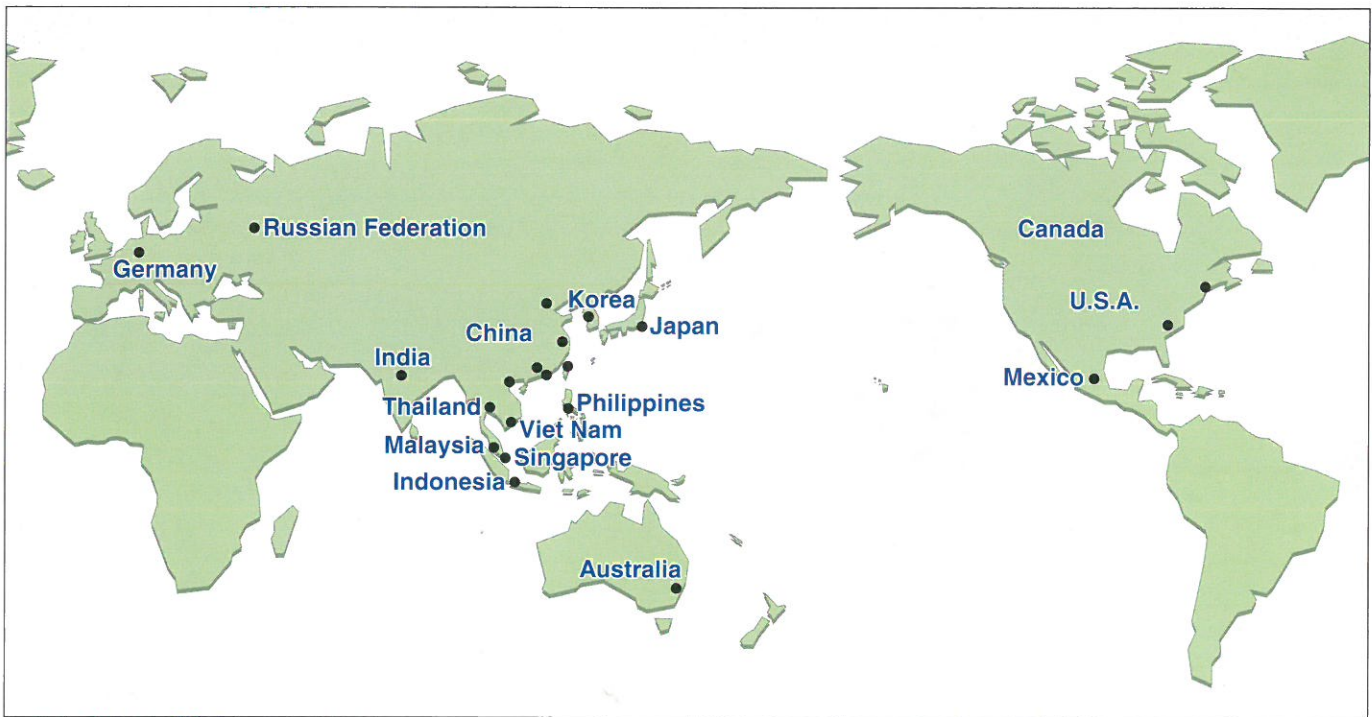 Russian Federation
Canada
Germany
Korea
U.S.A.
China
Japan
India
Mexico
Thailand
Philippines
Viet Nam
Malaysia
Singapore
Indonesia
Australia